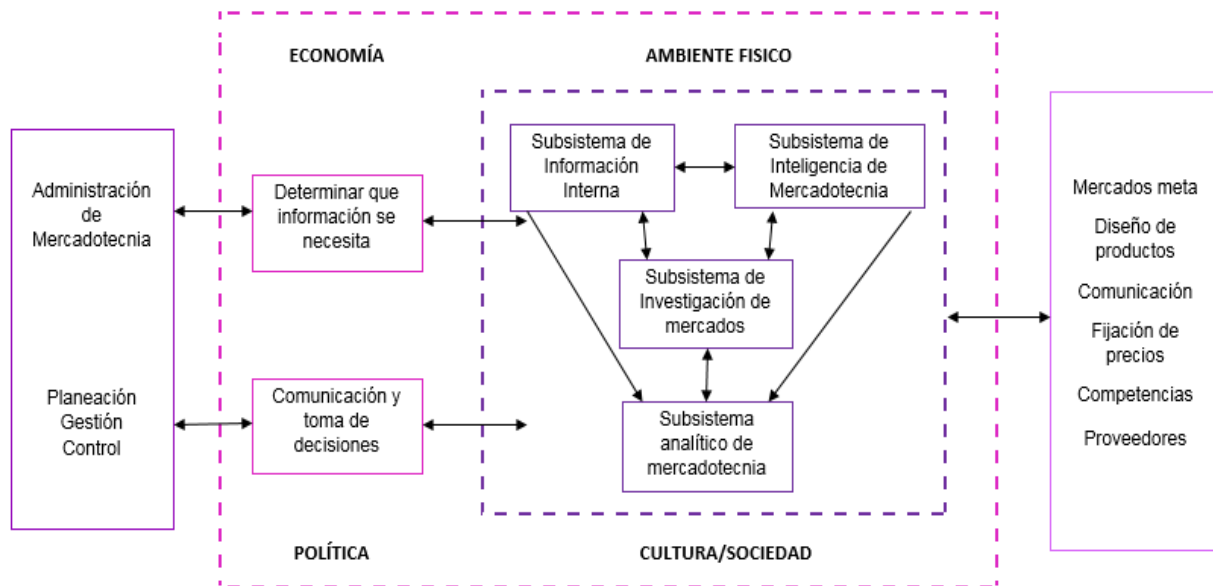 ECONOMÍA
AMBIENTE FISICO
Administración
de
Mercadotecnia
Planeación
Gestión
Control
Determinar que
información se
necesita
Comunicación y
toma de
decisiones
Subsistema de
Información
Interna
Subsistema de
Inteligencia de
Mercadotecnia
Subsistema de
Investigación de
mercados
Subsistema
analítico de
mercadotecnia
Mercados meta
Diseño de
productos
Comunicación
Fijación de
precios
Competencias
Proveedores
POLÍTICA
CULTURA/SOCIEDAD